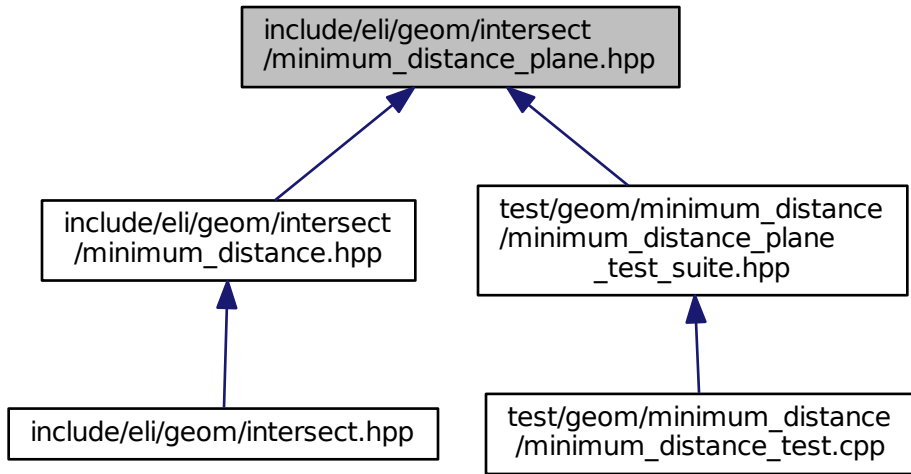 include/eli/geom/intersect
/minimum_distance_plane.hpp
include/eli/geom/intersect
/minimum_distance.hpp
test/geom/minimum_distance
/minimum_distance_plane
_test_suite.hpp
include/eli/geom/intersect.hpp
test/geom/minimum_distance
/minimum_distance_test.cpp